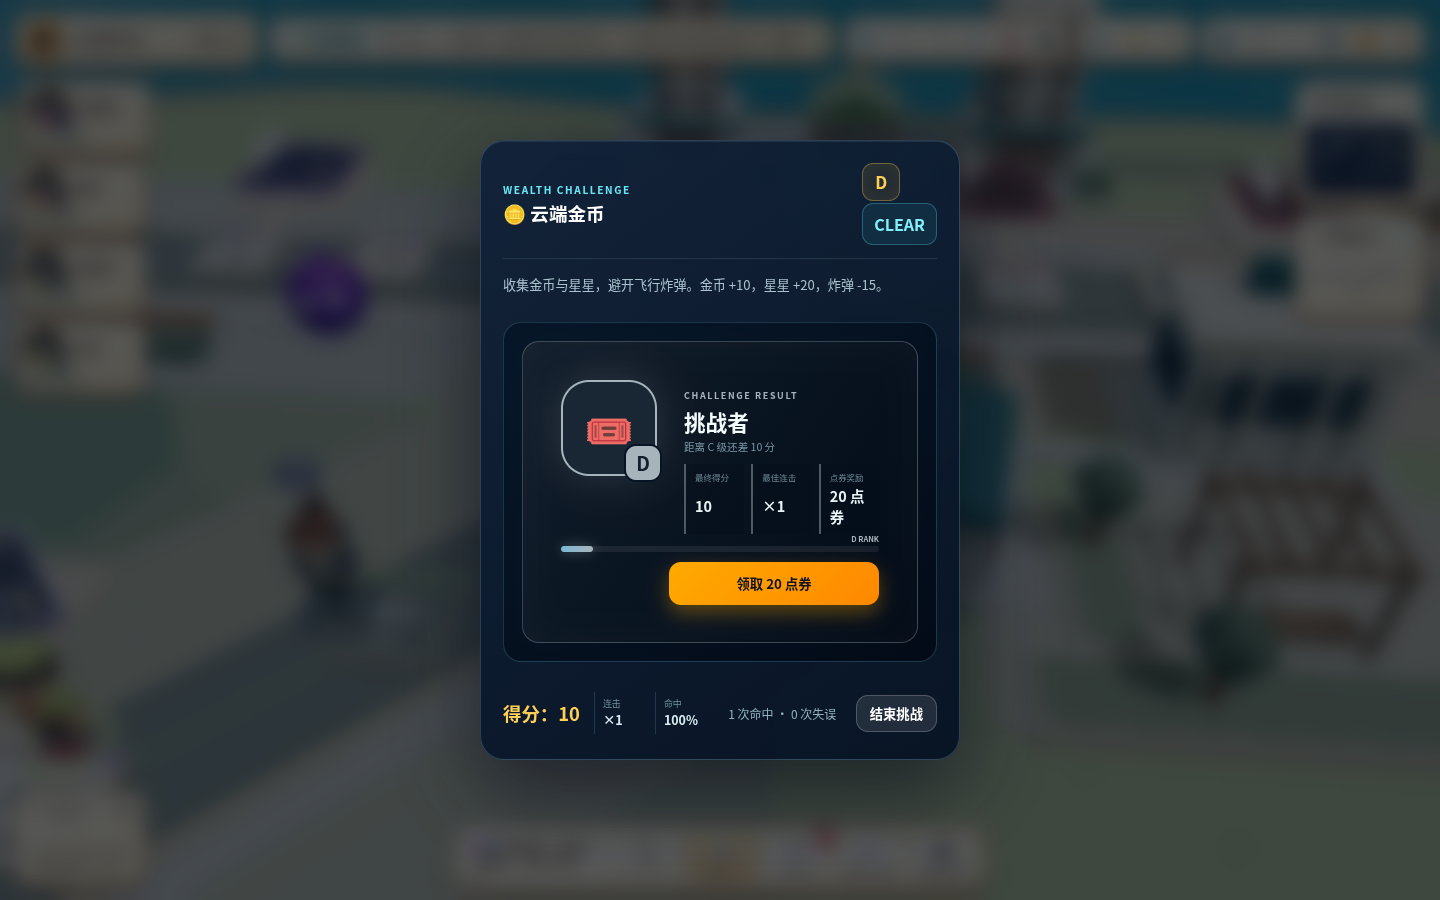 WEALTH CHALLENGE
云端金币
D
CLEAR
收集金币与星星，避开飞行炸弹。金币 +10，星星 +20，炸弹 -15。
D
CHALLENGE RESULT
挑战者
距离 C 级还差 10 分
最终得分
10
最佳连击
×1
点券奖励
20 点
券
D RANK
领取 20 点券
得分：10
连击
×1
命中
100%
1 次命中 · 0 次失误
结束挑战